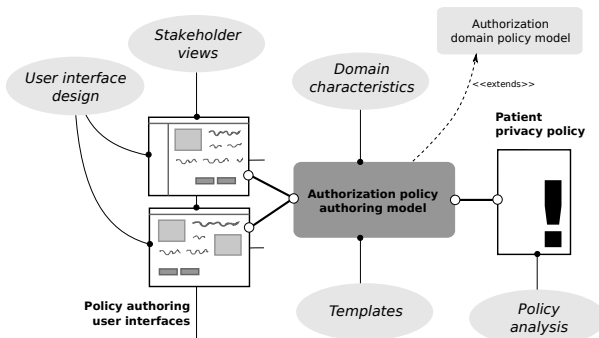 Stakeholder
views
Authorization
domain policy model
User interface
design
Domain
characteristics
<<extends>>
Patient
privacy policy
Authorization policy
authoring model
Policy authoring
user interfaces
Templates
Policy
analysis